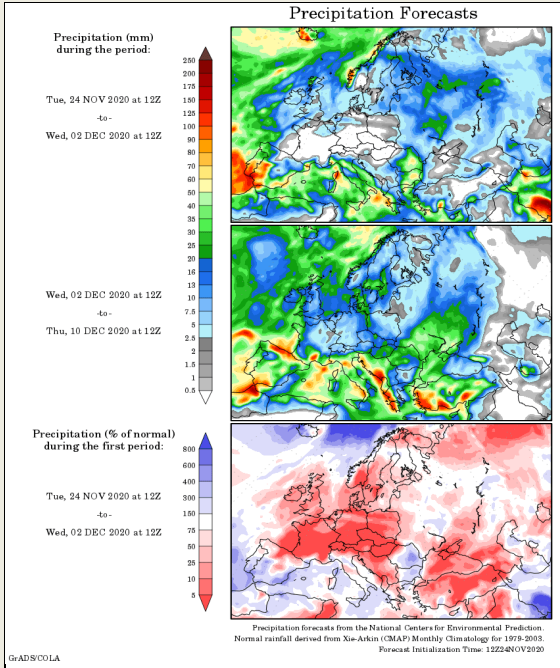 Precipitation Forecasts
Precipitation (mm)
during the period:
Tue, 24 NOV 2020 at 12Z
-to-
Wed, 02 DEC 2020 at 12Z
250
200
175
150
125
100
90
80
70
60
50
40
35
30
25
20
16
13
10
7.5
5
2.5
2
1.5
1
0.5
Wed, 02 DEC 2020 at 12Z
-to-
Thu, 10 DEC 2020 at 12Z
Precipitation (% of normal)
during the first period:
Tue, 24 NOV 2020 at 12Z
-to-
Wed, 02 DEC 2020 at 12Z
800
600
400
300
150
75
50
25
10
5
Precipitation forecasts from the National Centers for Environmental Prediction.
Normal rainfall derived from Xie-Arkin (CMAP) Monthly Climatology for 1979-2003.
Forecast Initialization Time: 12Z24NOV2020
GrADS/COLA